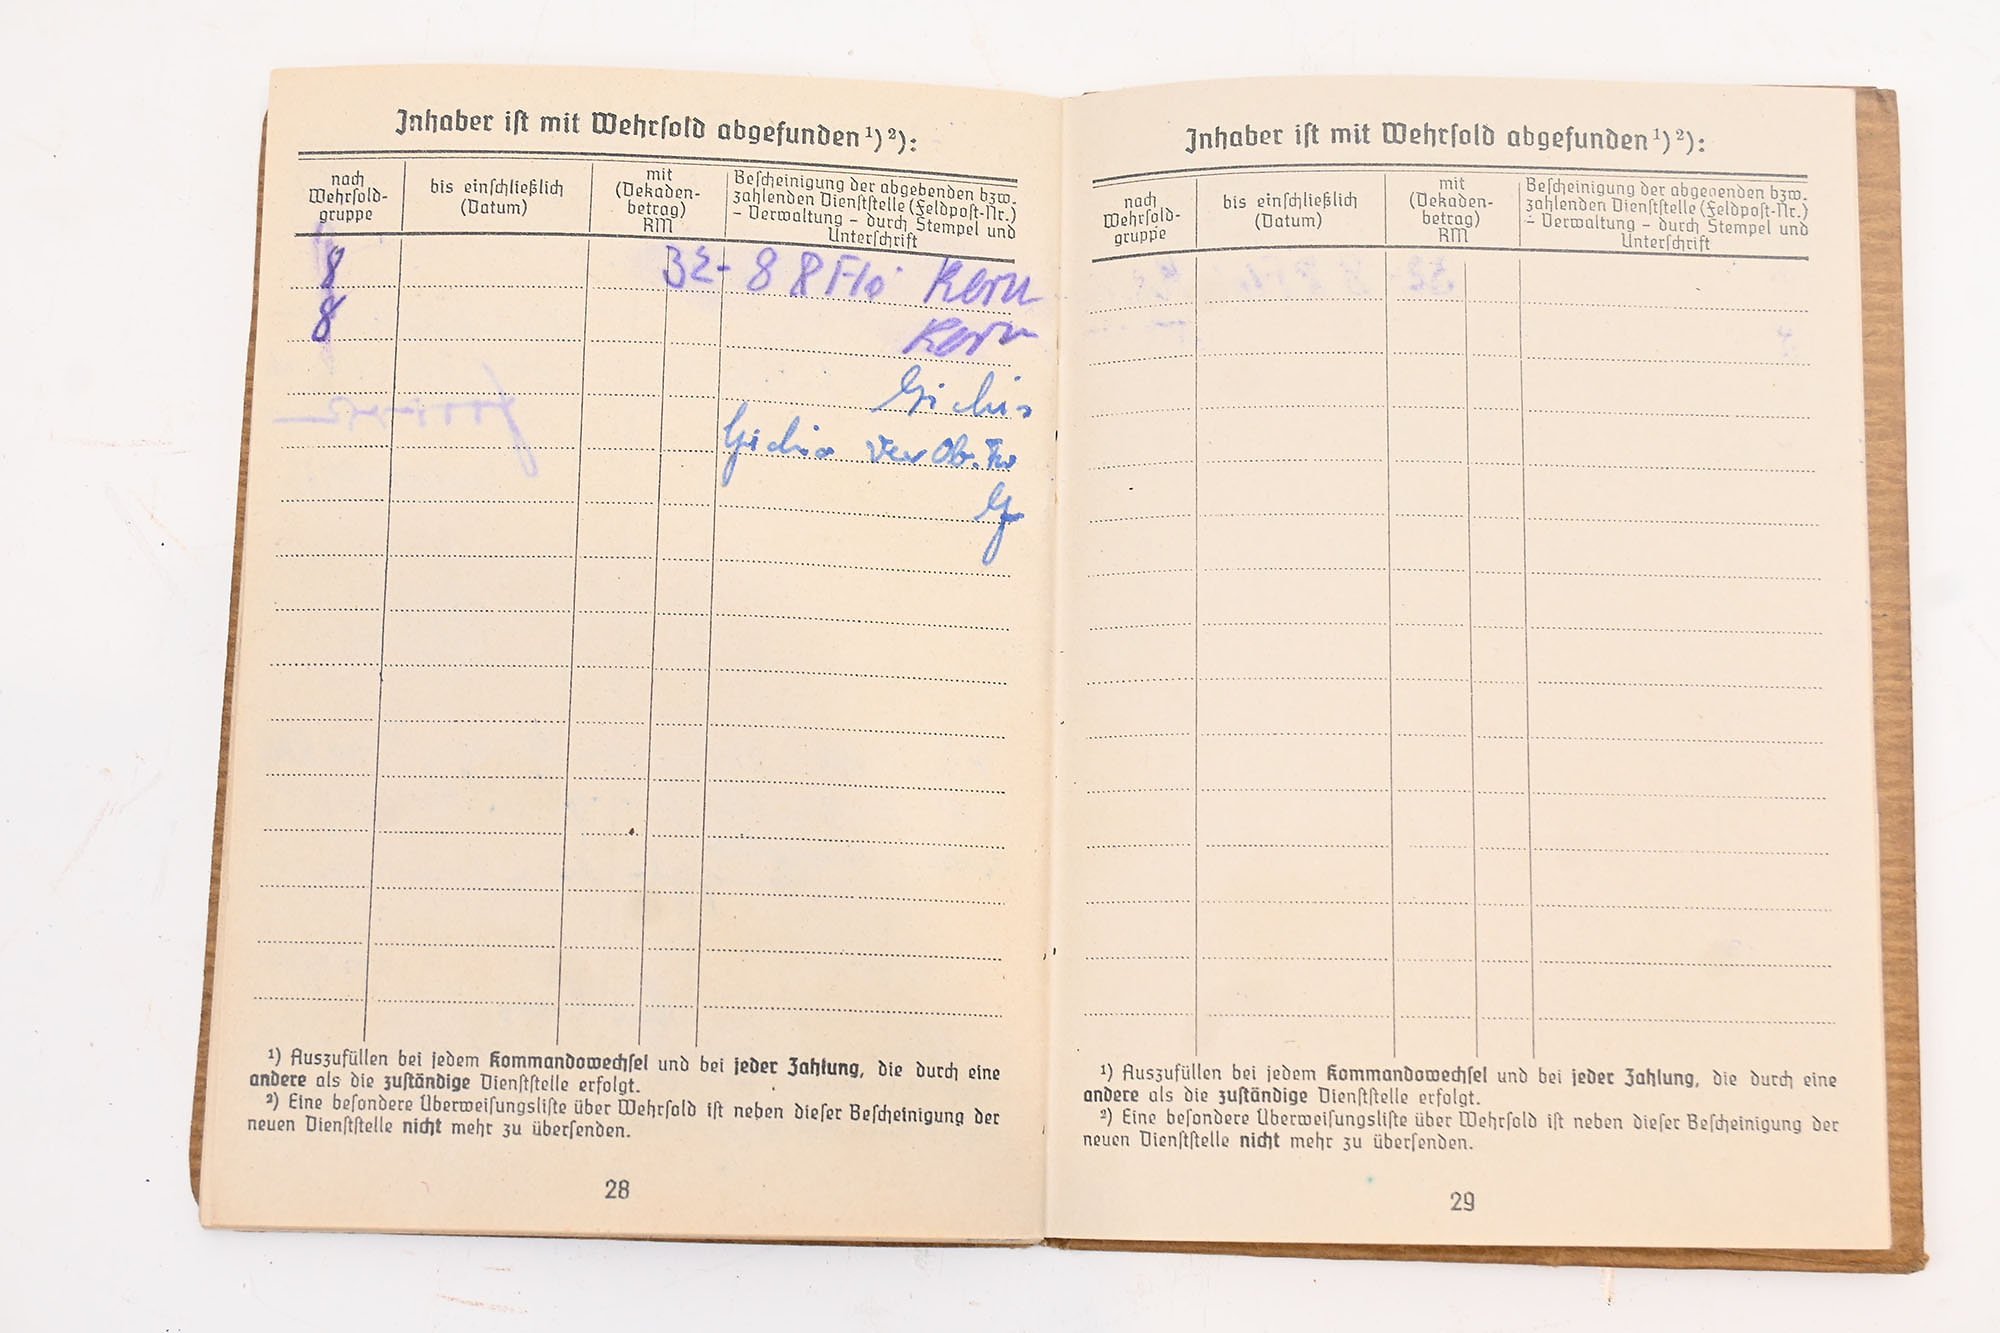 Inhaber ist mit Wehrsold abgefunden ¹) ²):
nach
Wehrsold-
gruppe
bis einschließlich
(Datum)
mit
(Dekaden-
betrag)
RM
Bescheinigung der abgebenden bzw.
zahlenden Dienststelle (Feldpost-Nr.)
- Verwaltung - durch Stempel und
Unterschrift
8 32- 8 Kern
8 Kern
¹) Auszufüllen bei jedem Kommandowechsel und bei jeder Zahlung, die durch eine
andere als die zuständige Dienststelle erfolgt.
²) Eine besondere Überweisungsliste über Wehrsold ist neben dieser Bescheinigung der
neuen Dienststelle nicht mehr zu übersenden.
28
Inhaber ist mit Wehrsold abgefunden ¹) ²):
nach
Wehrsold-
gruppe
bis einschließlich
(Datum)
mit
(Dekaden-
betrag)
RM
Bescheinigung der abgebenden bzw.
zahlenden Dienststelle (Feldpost-Nr.)
- Verwaltung - durch Stempel und
Unterschrift
¹) Auszufüllen bei jedem Kommandowechsel und bei jeder Zahlung, die durch eine
andere als die zuständige Dienststelle erfolgt.
²) Eine besondere Überweisungsliste über Wehrsold ist neben dieser Bescheinigung der
neuen Dienststelle nicht mehr zu übersenden.
29